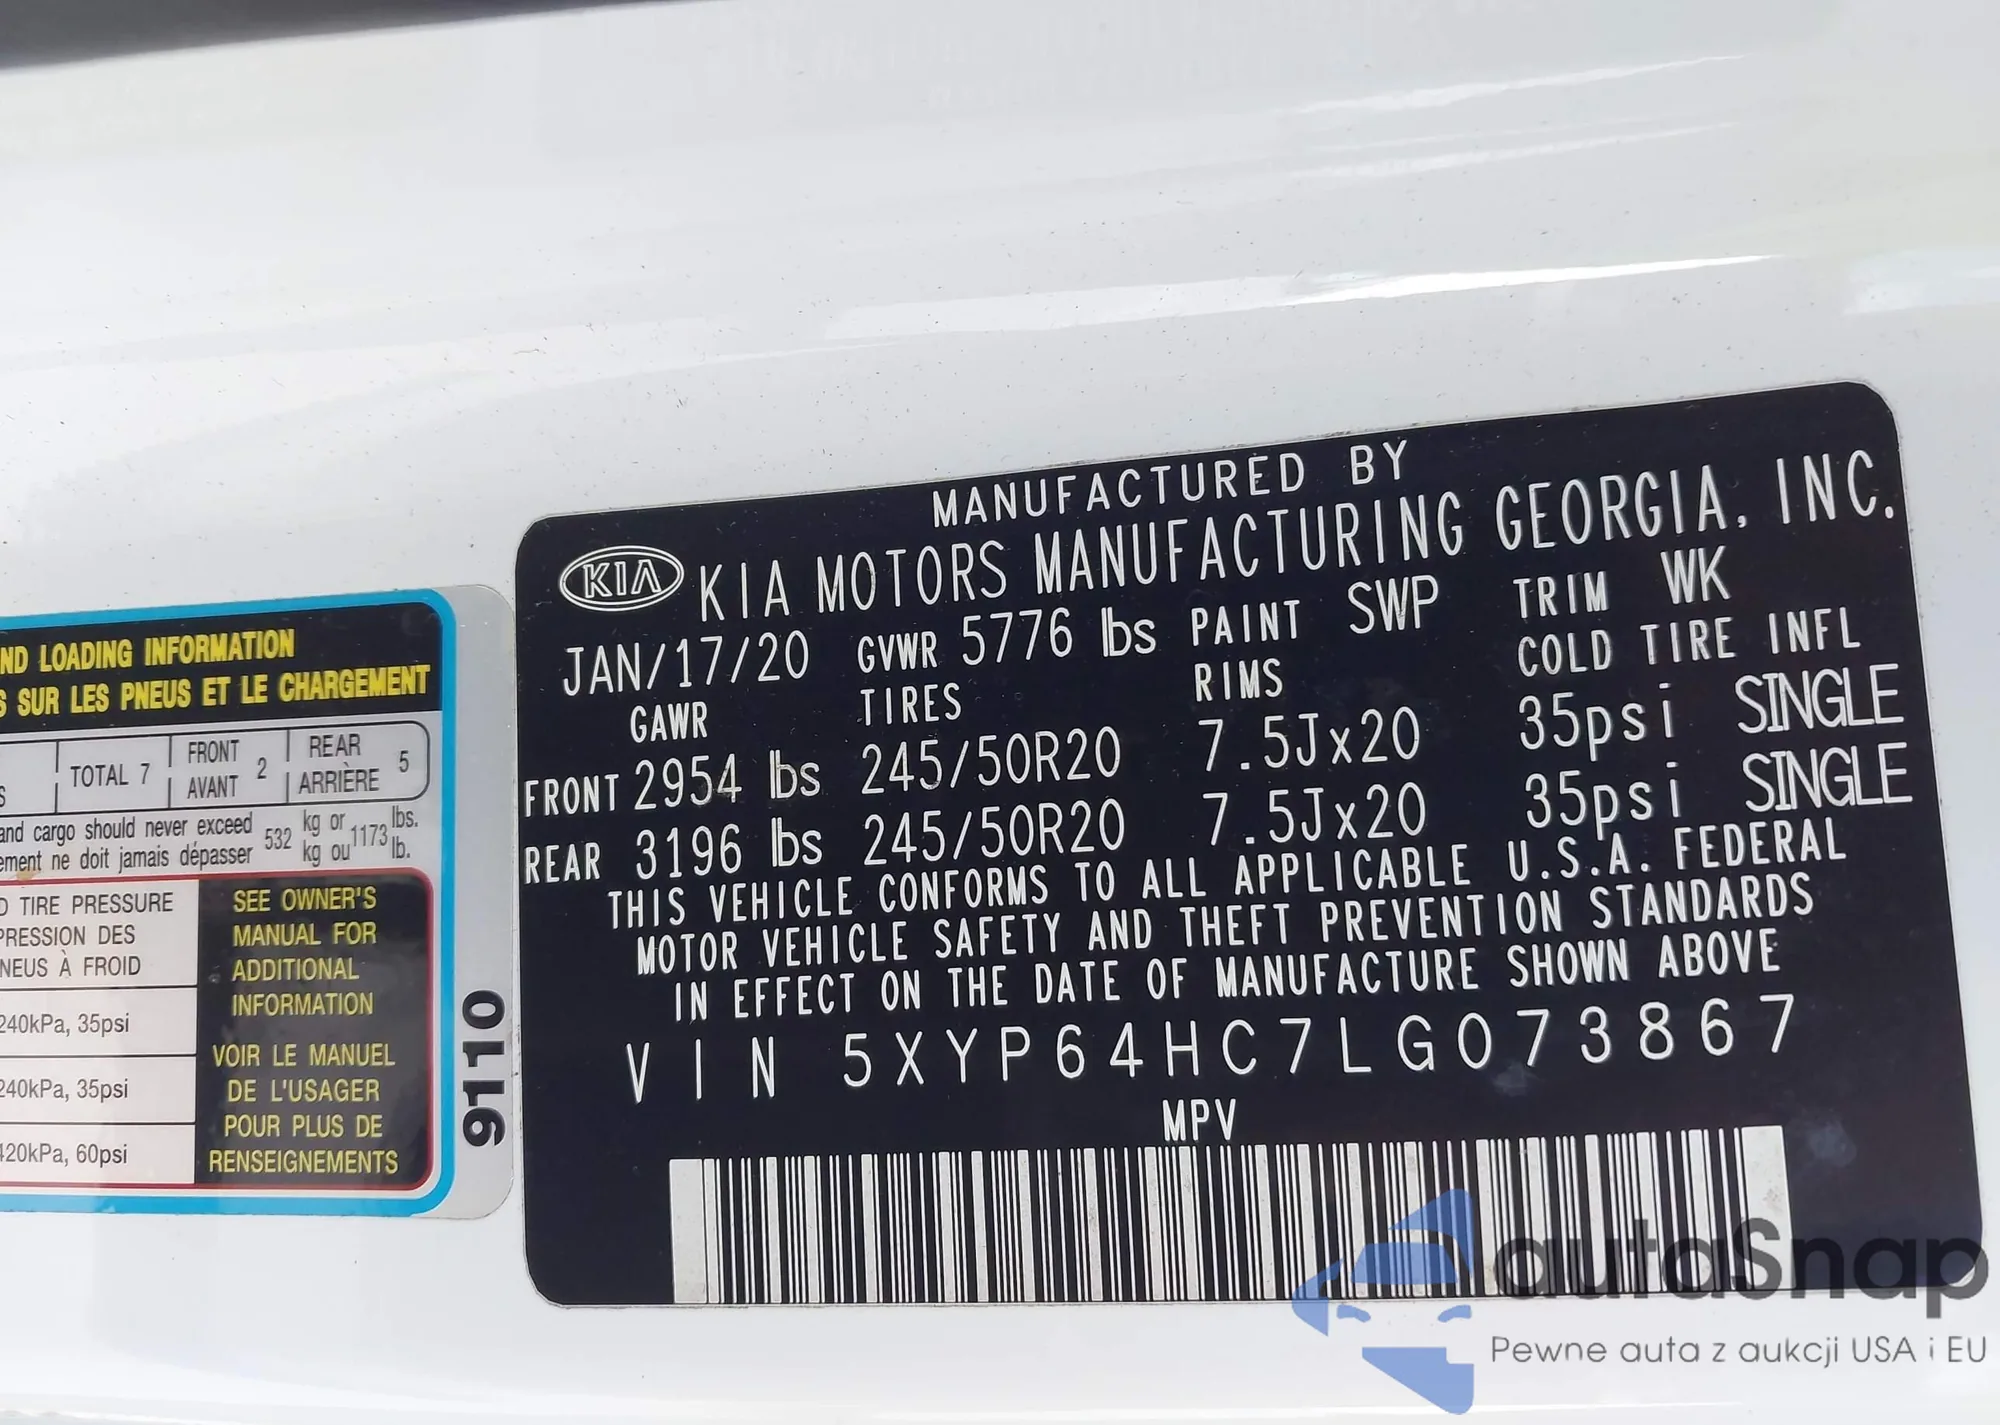 ND LOADING INFORMATION
S SUR LES PNEUS ET LE CHARGEMENT
S
TOTAL 7
FRONT
AVANT
2
REAR
ARRIÈRE
5
and cargo should never exceed 532 kg or 1173 lbs.
ement ne doit jamais dépasser kg ou lb.
D TIRE PRESSURE
PRESSION DES
NEUS À FROID
240kPa, 35psi
240kPa, 35psi
420kPa, 60psi
SEE OWNER'S
MANUAL FOR
ADDITIONAL
INFORMATION
VOIR LE MANUEL
DE L'USAGER
POUR PLUS DE
RENSEIGNEMENTS
9110
MANUFACTURED BY
KIA KIA MOTORS MANUFACTURING GEORGIA, INC.
JAN/17/20 GVWR 5776 lbs PAINT SWP TRIM WK
GAWR TIRES RIMS COLD TIRE INFL
FRONT 2954 lbs 245/50R20 7.5Jx20 35psi SINGLE
REAR 3196 lbs 245/50R20 7.5Jx20 35psi SINGLE
THIS VEHICLE CONFORMS TO ALL APPLICABLE U.S.A. FEDERAL
MOTOR VEHICLE SAFETY AND THEFT PREVENTION STANDARDS
IN EFFECT ON THE DATE OF MANUFACTURE SHOWN ABOVE
VIN 5XYP64HC7LG073867
MPV
autaSnap
Pewne auta z aukcji USA i EU